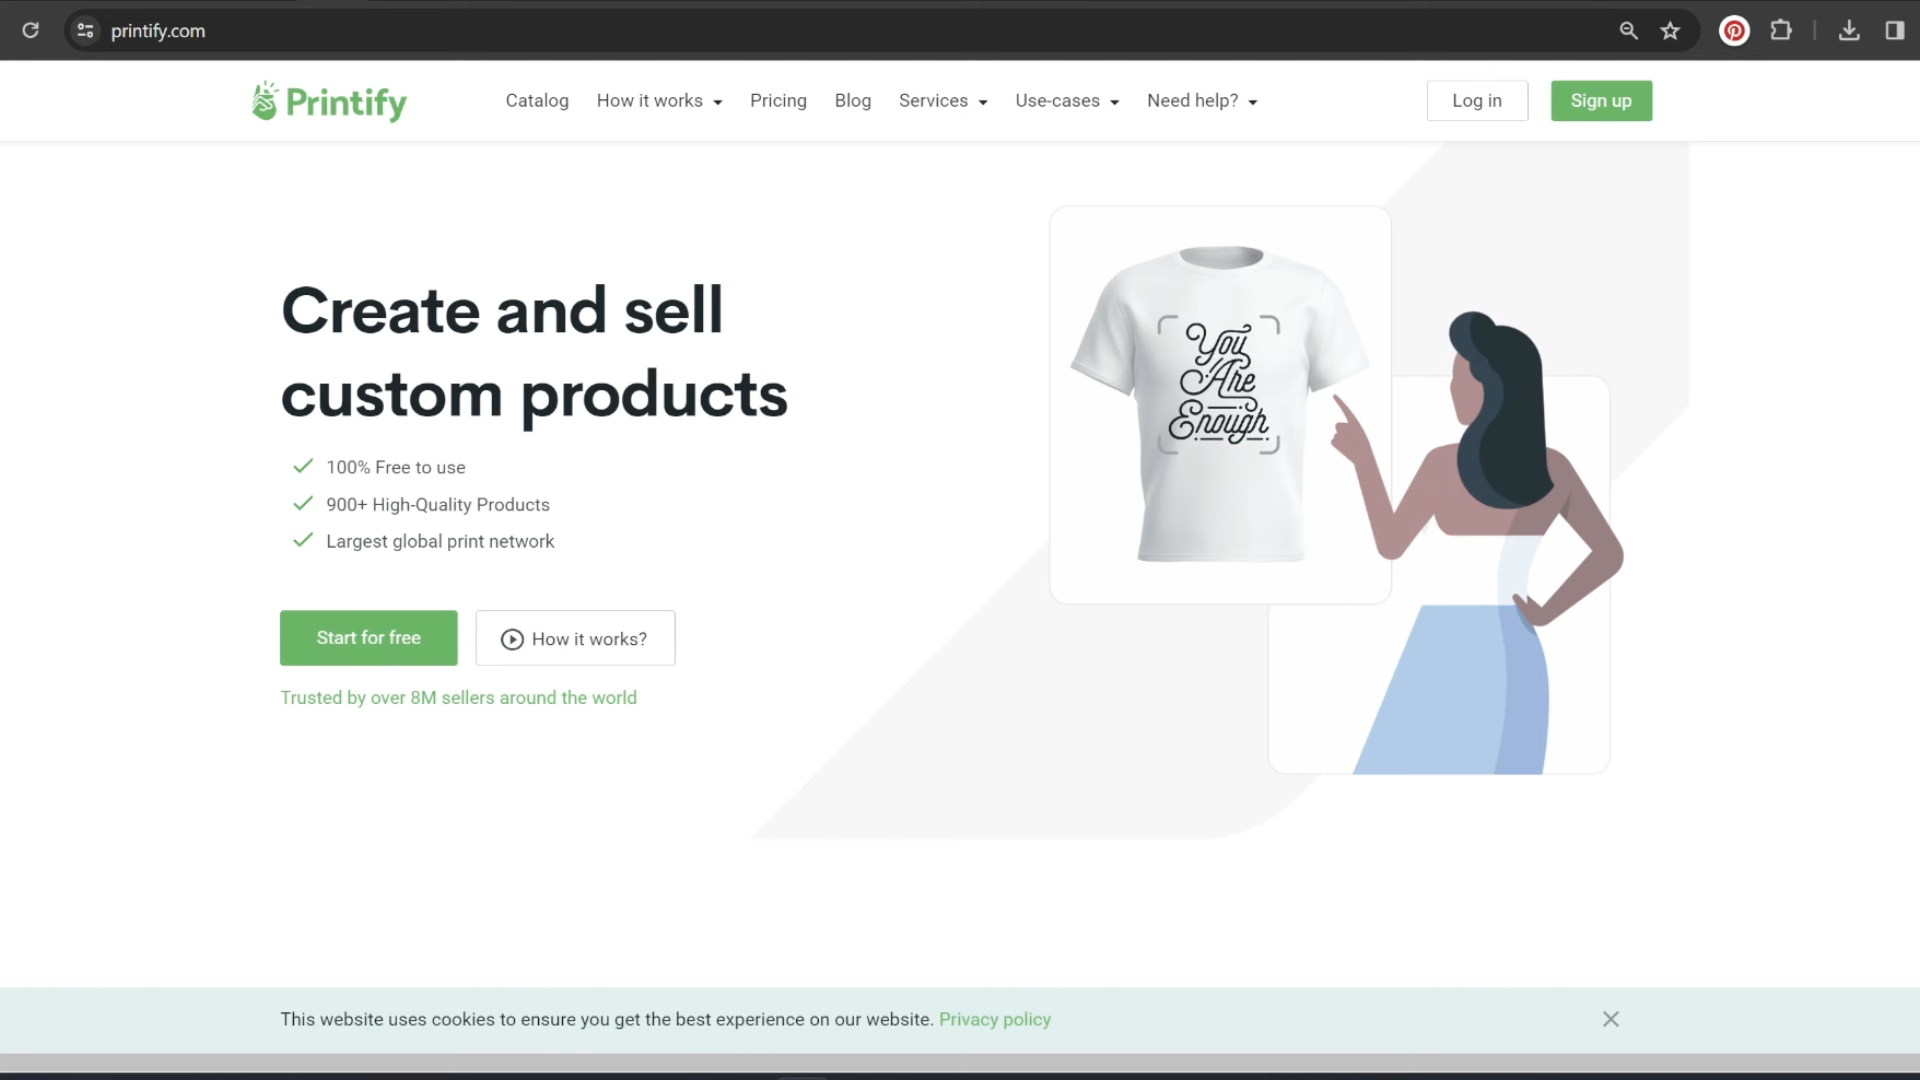 printify.com
Printify
Catalog
How it works
Pricing
Blog
Services
Use-cases
Need help?
Log in
Sign up
Create and sell
custom products
100% Free to use
900+ High-Quality Products
Largest global print network
Start for free
How it works?
Trusted by over 8M sellers around the world
You
Are
Enough
This website uses cookies to ensure you get the best experience on our website. Privacy policy